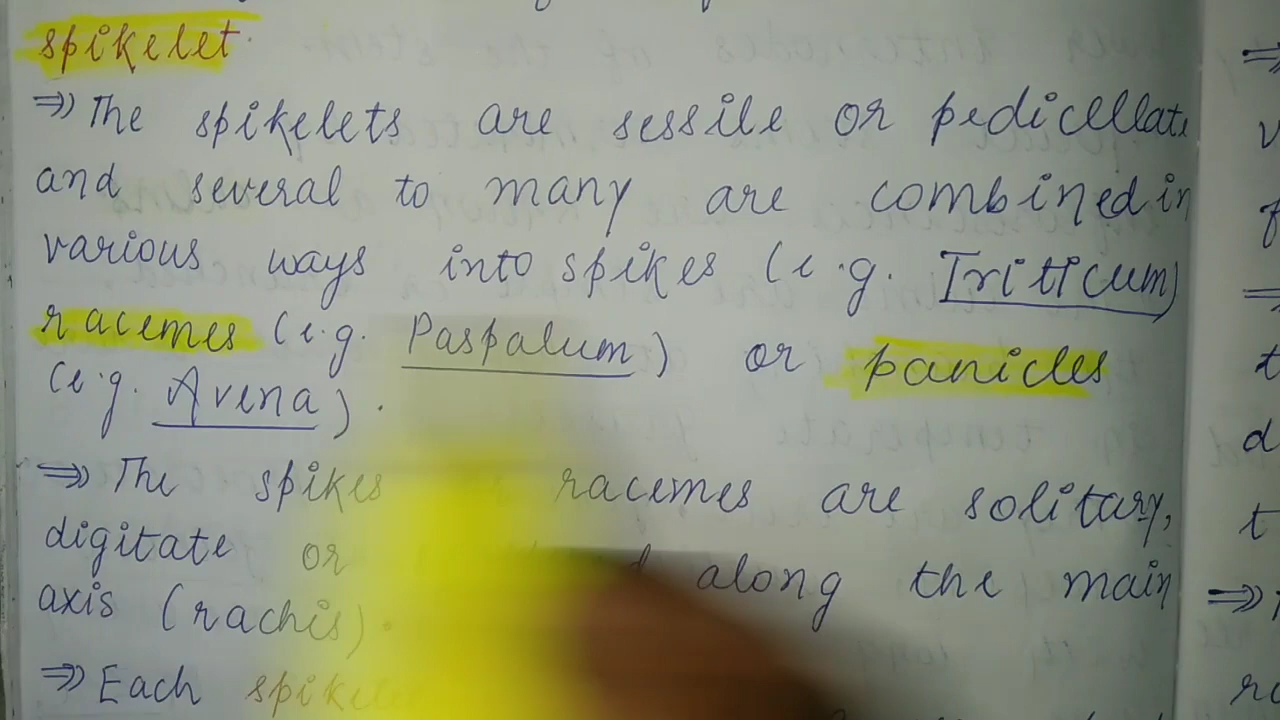 spikelet.
⇒ The spikelets are sessile or pedicellate
and several to many are combined in
various ways into spikes (e.g. Triticum)
racemes (e.g. Paspalum) or panicles
(e.g. Avena).
⇒ The spikes racemes are solitary,
digitate or along the main
axis (rachis).
⇒ Each